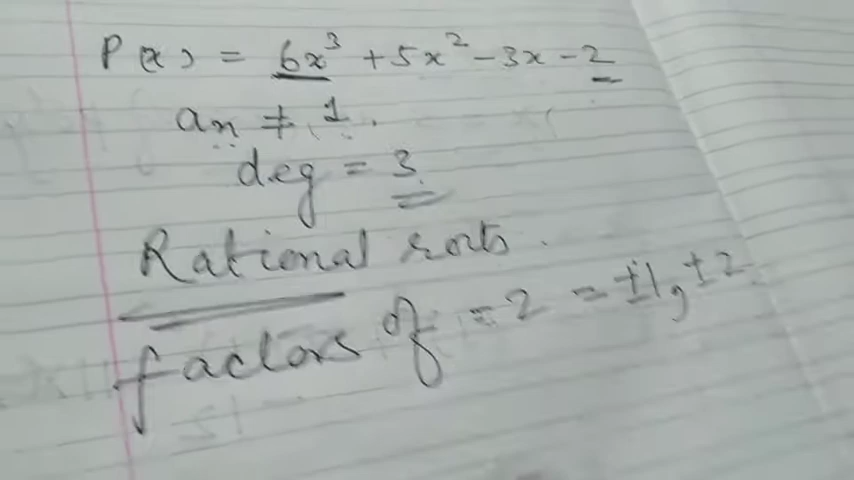 P(x) = 6x³ + 5x² - 3x - 2
an ≠ 1.
deg = 3
Rational roots.
factors of -2 = ±1, ±2